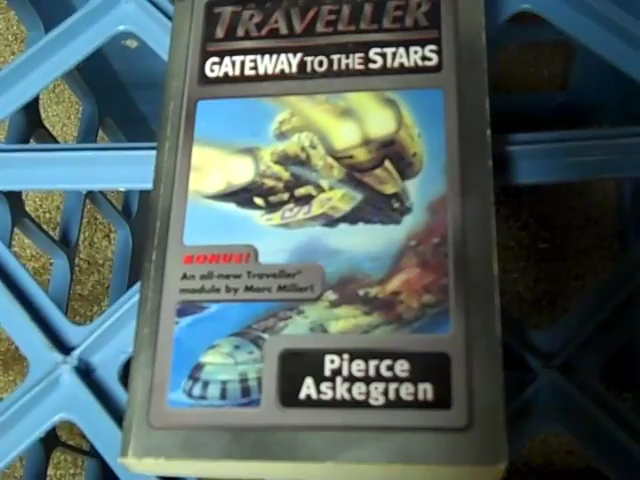 TRAVELLER
GATEWAY TO THE STARS
BONUS!
An all-new Traveller®
module by Marc Miller!
Pierce
Askegren